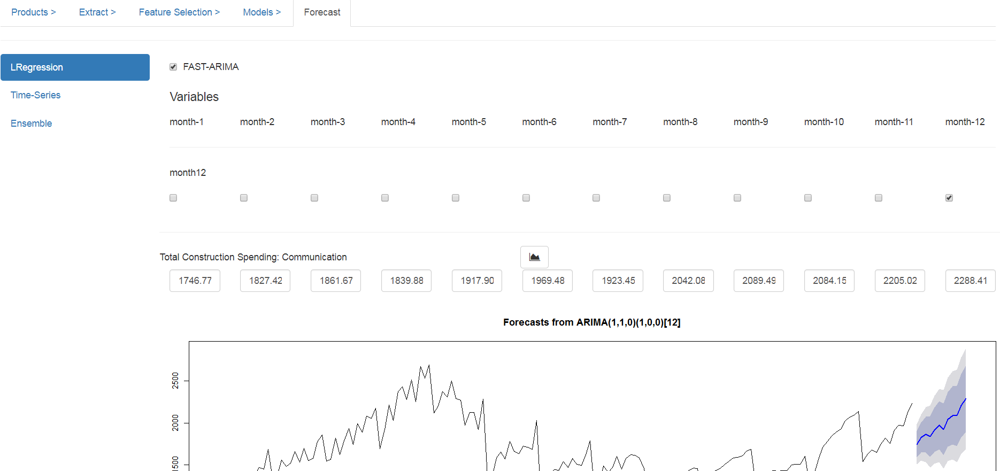 Products > Extract > Feature Selection > Models > Forecast
LRegression
Time-Series
Ensemble
FAST-ARIMA
Variables
month-1 month-2 month-3 month-4 month-5 month-6 month-7 month-8 month-9 month-10 month-11 month-12
month12
Total Construction Spending: Communication
1746.77 1827.42 1861.67 1839.88 1917.90 1969.48 1923.45 2042.08 2089.49 2084.15 2205.02 2288.41
Forecasts from ARIMA(1,1,0)(1,0,0)[12]
2500
2000
1500